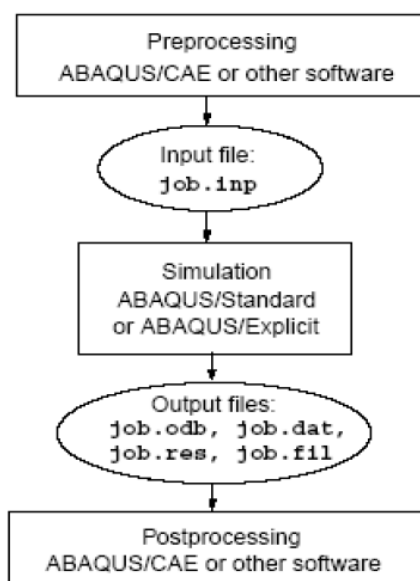 Preprocessing
ABAQUS/CAE or other software
Input file:
job.inp
Simulation
ABAQUS/Standard
or ABAQUS/Explicit
Output files:
job.odb, job.dat,
job.res, job.fil
Postprocessing
ABAQUS/CAE or other software